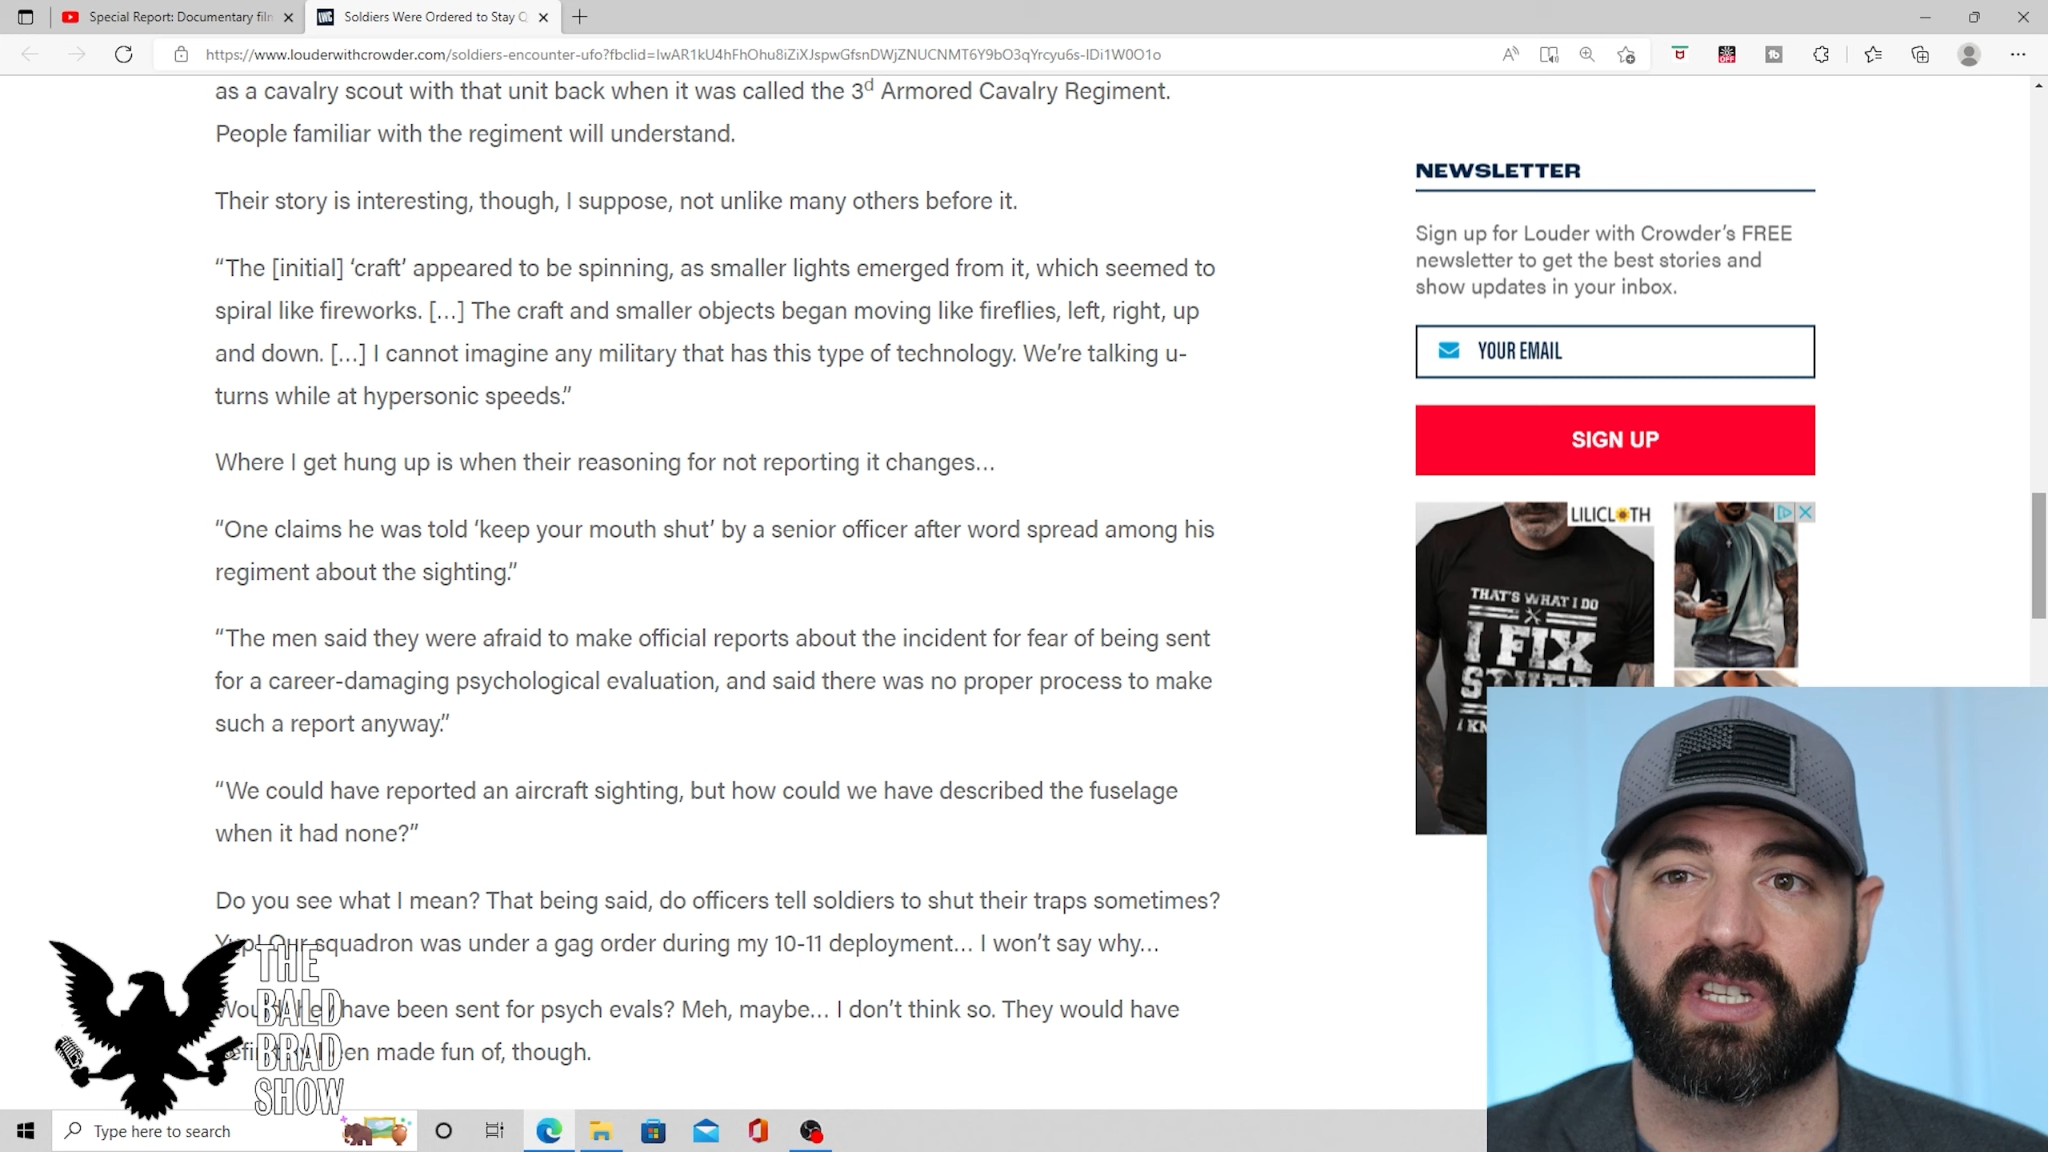 Special Report: Documentary film
Soldiers Were Ordered to Stay Q
https://www.louderwithcrowder.com/soldiers-encounter-ufo?fbclid=IwAR1kU4hFhOhu8iZiXJspwGfsnDWjZNUCNMT6Y9bO3qYrcyu6s-IDi1W0O1o
as a cavalry scout with that unit back when it was called the 3d Armored Cavalry Regiment.
People familiar with the regiment will understand.
Their story is interesting, though, I suppose, not unlike many others before it.
“The [initial] ‘craft’ appeared to be spinning, as smaller lights emerged from it, which seemed to
spiral like fireworks. […] The craft and smaller objects began moving like fireflies, left, right, up
and down. […] I cannot imagine any military that has this type of technology. We’re talking u-
turns while at hypersonic speeds.”
Where I get hung up is when their reasoning for not reporting it changes…
“One claims he was told ‘keep your mouth shut’ by a senior officer after word spread among his
regiment about the sighting.”
“The men said they were afraid to make official reports about the incident for fear of being sent
for a career-damaging psychological evaluation, and said there was no proper process to make
such a report anyway.”
“We could have reported an aircraft sighting, but how could we have described the fuselage
when it had none?”
Do you see what I mean? That being said, do officers tell soldiers to shut their traps sometimes?
Yup! Our squadron was under a gag order during my 10-11 deployment… I won’t say why…
have been sent for psych evals? Meh, maybe… I don’t think so. They would have
made fun of, though.
NEWSLETTER
Sign up for Louder with Crowder’s FREE
newsletter to get the best stories and
show updates in your inbox.
YOUR EMAIL
SIGN UP
LILICLOTH
THAT'S WHAT I DO
I FIX
STUFF
THE
BALD
BRAD
SHOW
Type here to search